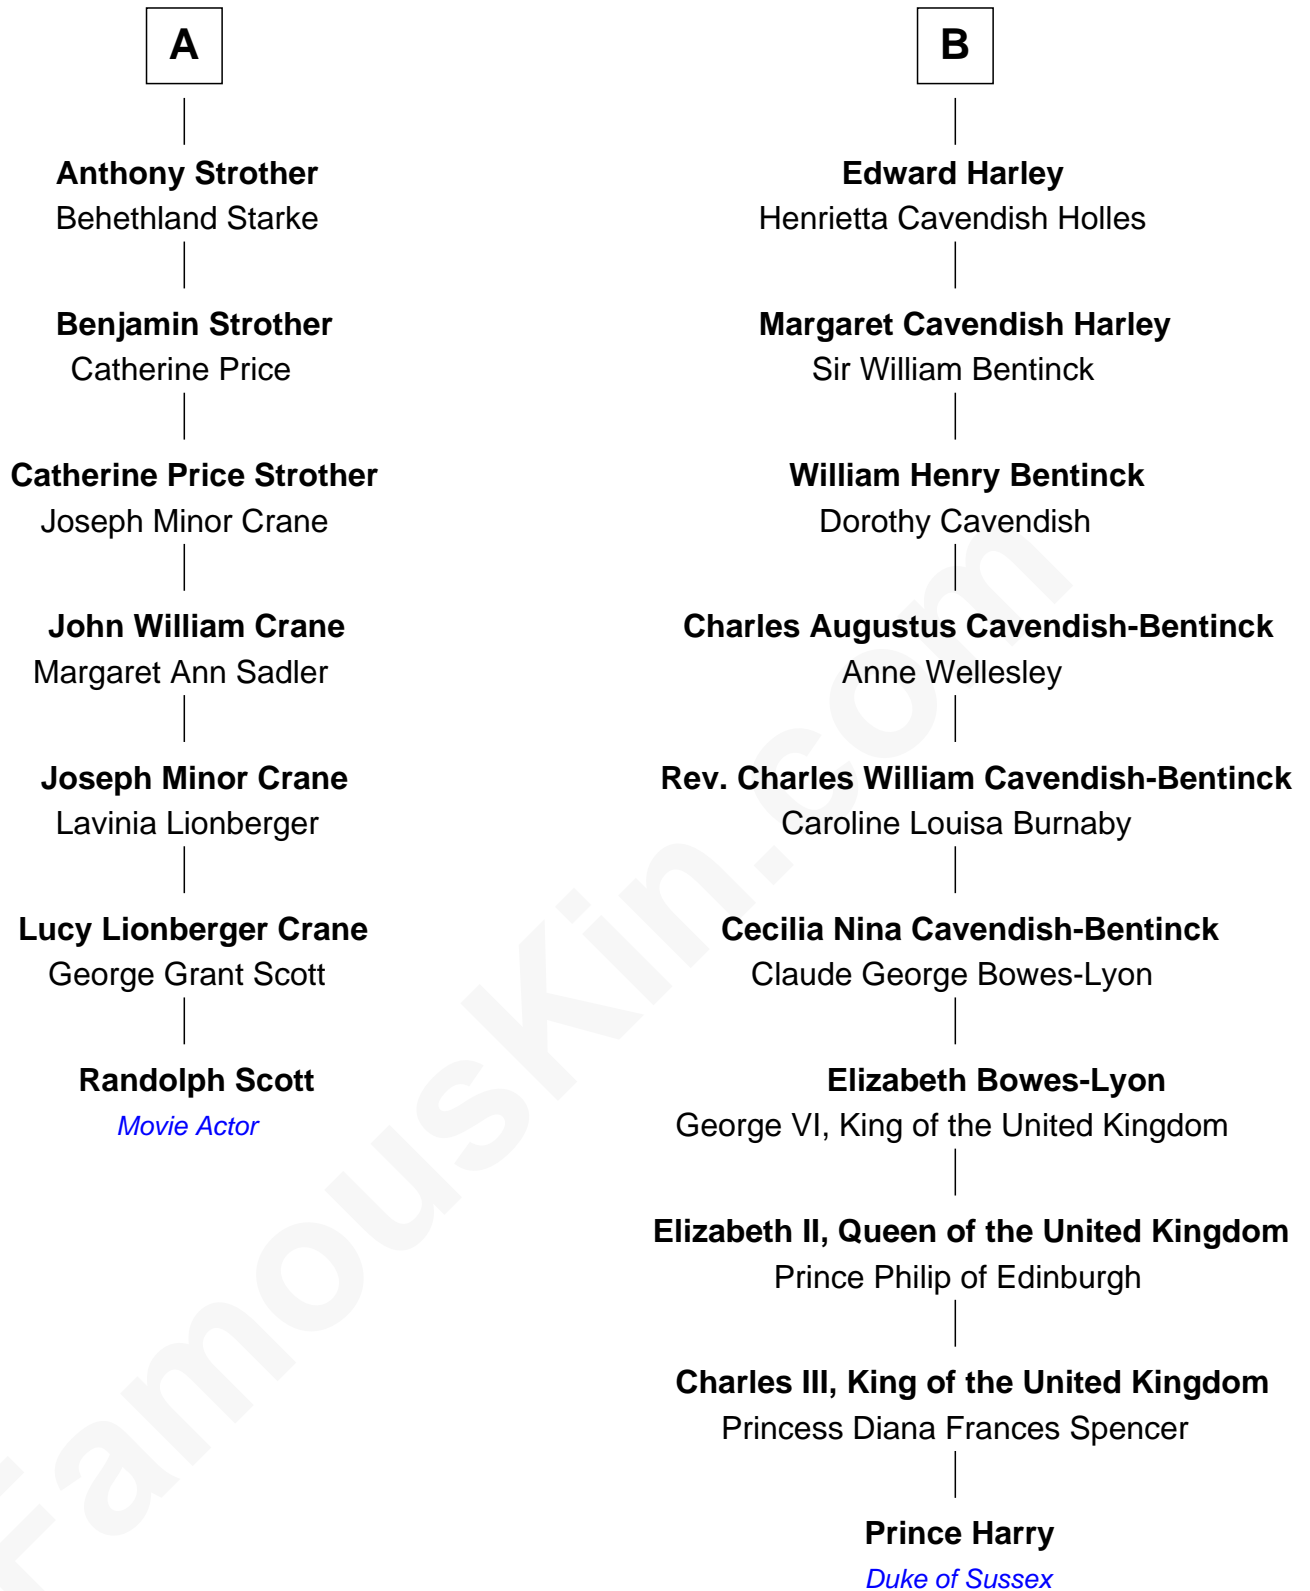 A
Anthony Strother
Behethland Starke
Benjamin Strother
Catherine Price
Catherine Price Strother
Joseph Minor Crane
John William Crane
Margaret Ann Sadler
Joseph Minor Crane
Lavinia Lionberger
Lucy Lionberger Crane
George Grant Scott
Randolph Scott
Movie Actor
B
Edward Harley
Henrietta Cavendish Holles
Margaret Cavendish Harley
Sir William Bentinck
William Henry Bentinck
Dorothy Cavendish
Charles Augustus Cavendish-Bentinck
Anne Wellesley
Rev. Charles William Cavendish-Bentinck
Caroline Louisa Burnaby
Cecilia Nina Cavendish-Bentinck
Claude George Bowes-Lyon
Elizabeth Bowes-Lyon
George VI, King of the United Kingdom
Elizabeth II, Queen of the United Kingdom
Prince Philip of Edinburgh
Charles III, King of the United Kingdom
Princess Diana Frances Spencer
Prince Harry
Duke of Sussex
FamousKin.com